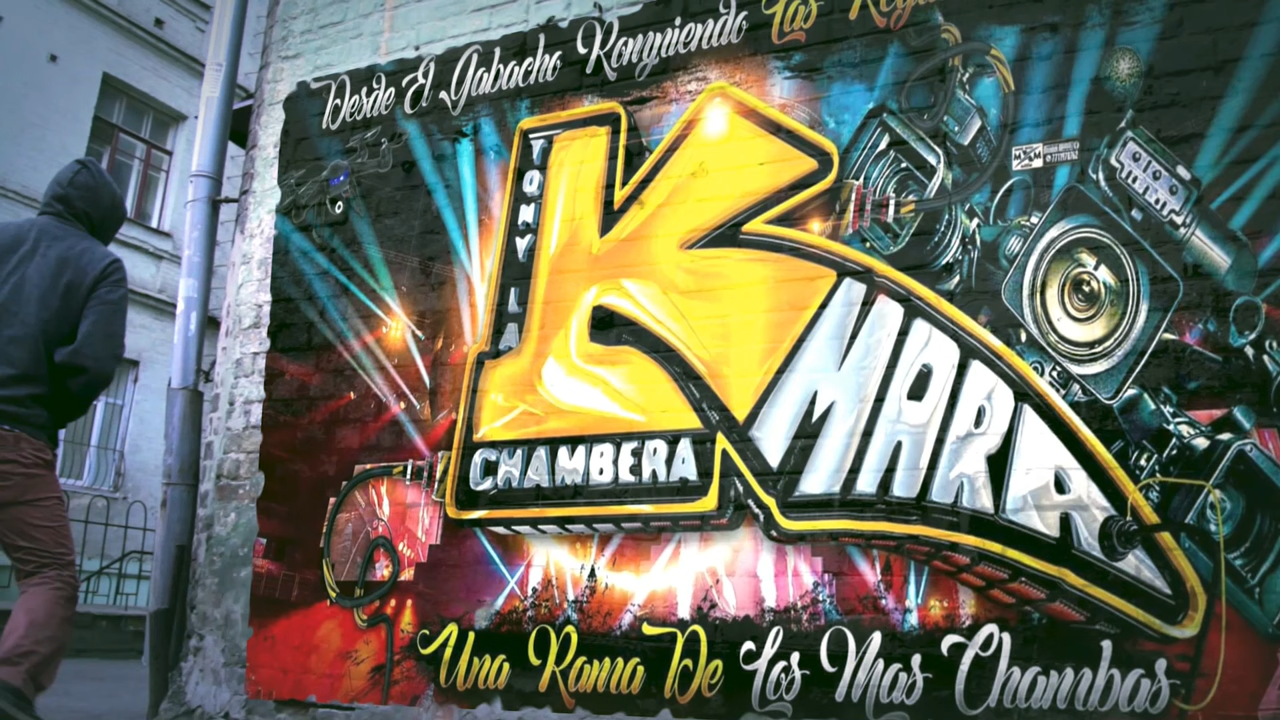 Desde El Gabacho Rompiendo Las
TONY LA
K MARA
CHAMBERA
Una Rama De Los Mas Chambas